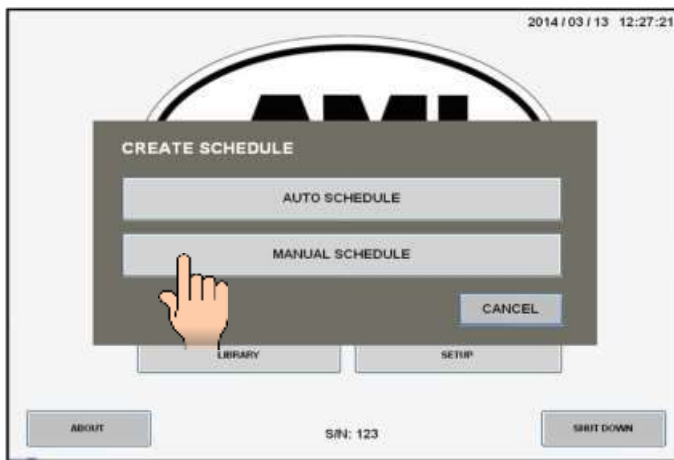 2014 / 03 / 13 12:27:21
AMI
CREATE SCHEDULE
AUTO SCHEDULE
MANUAL SCHEDULE
CANCEL
LIBRARY SETUP
ABOUT S/N: 123 SHUT DOWN